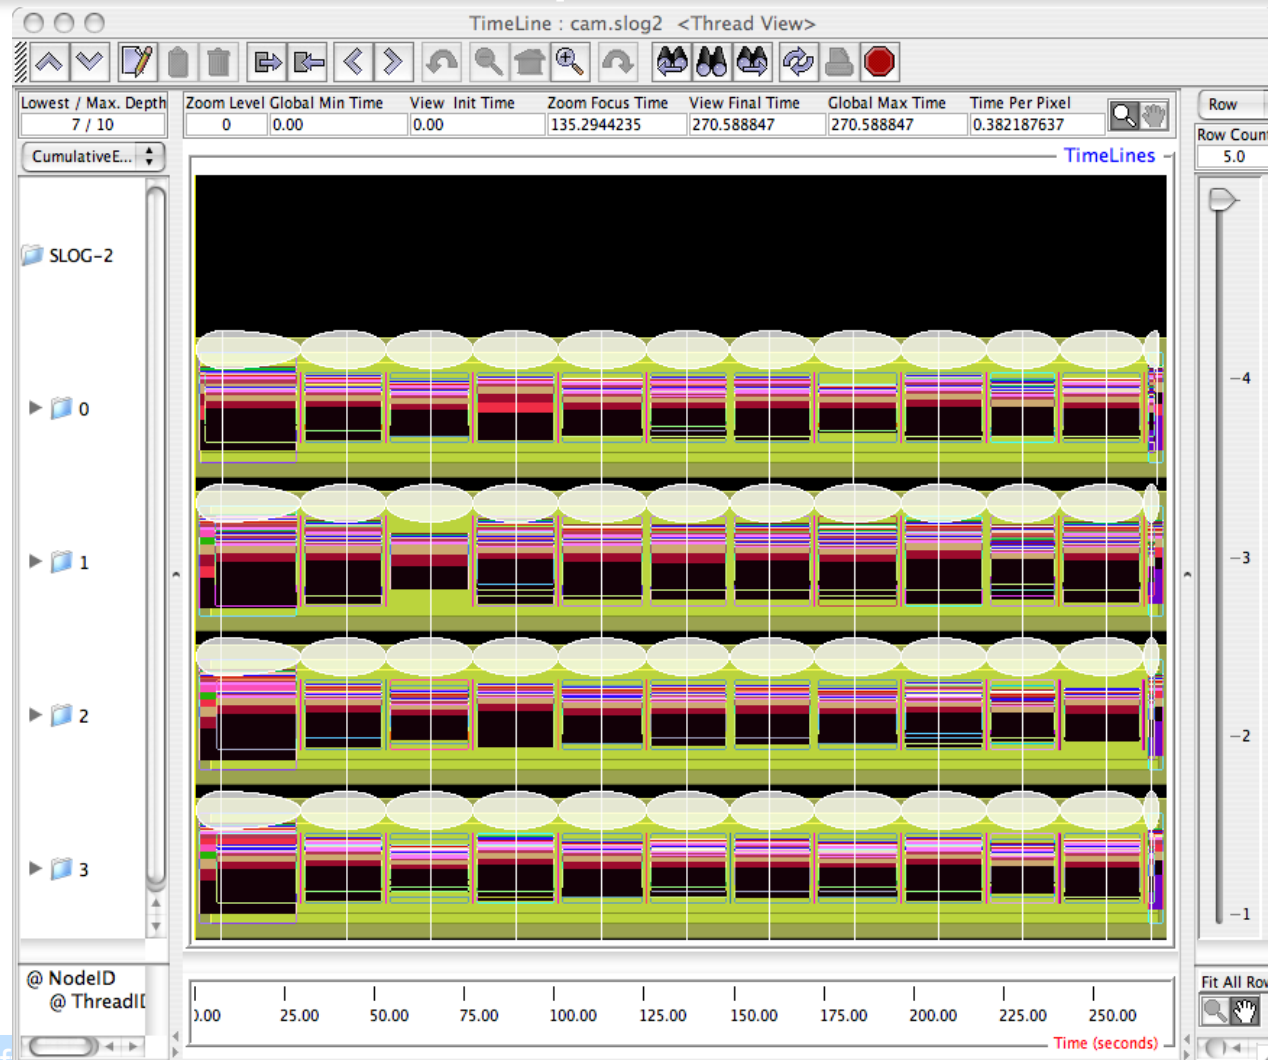 TimeLine : cam.slog2 <Thread View>
Lowest / Max. Depth
7 / 10
Zoom Level Global Min Time View Init Time Zoom Focus Time View Final Time Global Max Time Time Per Pixel
0 0.00 0.00 135.2944235 270.588847 270.588847 0.382187637
Row
Row Coun
5.0
CumulativeE...
TimeLines
SLOG-2
0
1
2
3
4
3
2
1
@ NodeID
@ ThreadID
0.00 25.00 50.00 75.00 100.00 125.00 150.00 175.00 200.00 225.00 250.00
Time (seconds)
Fit All Ro